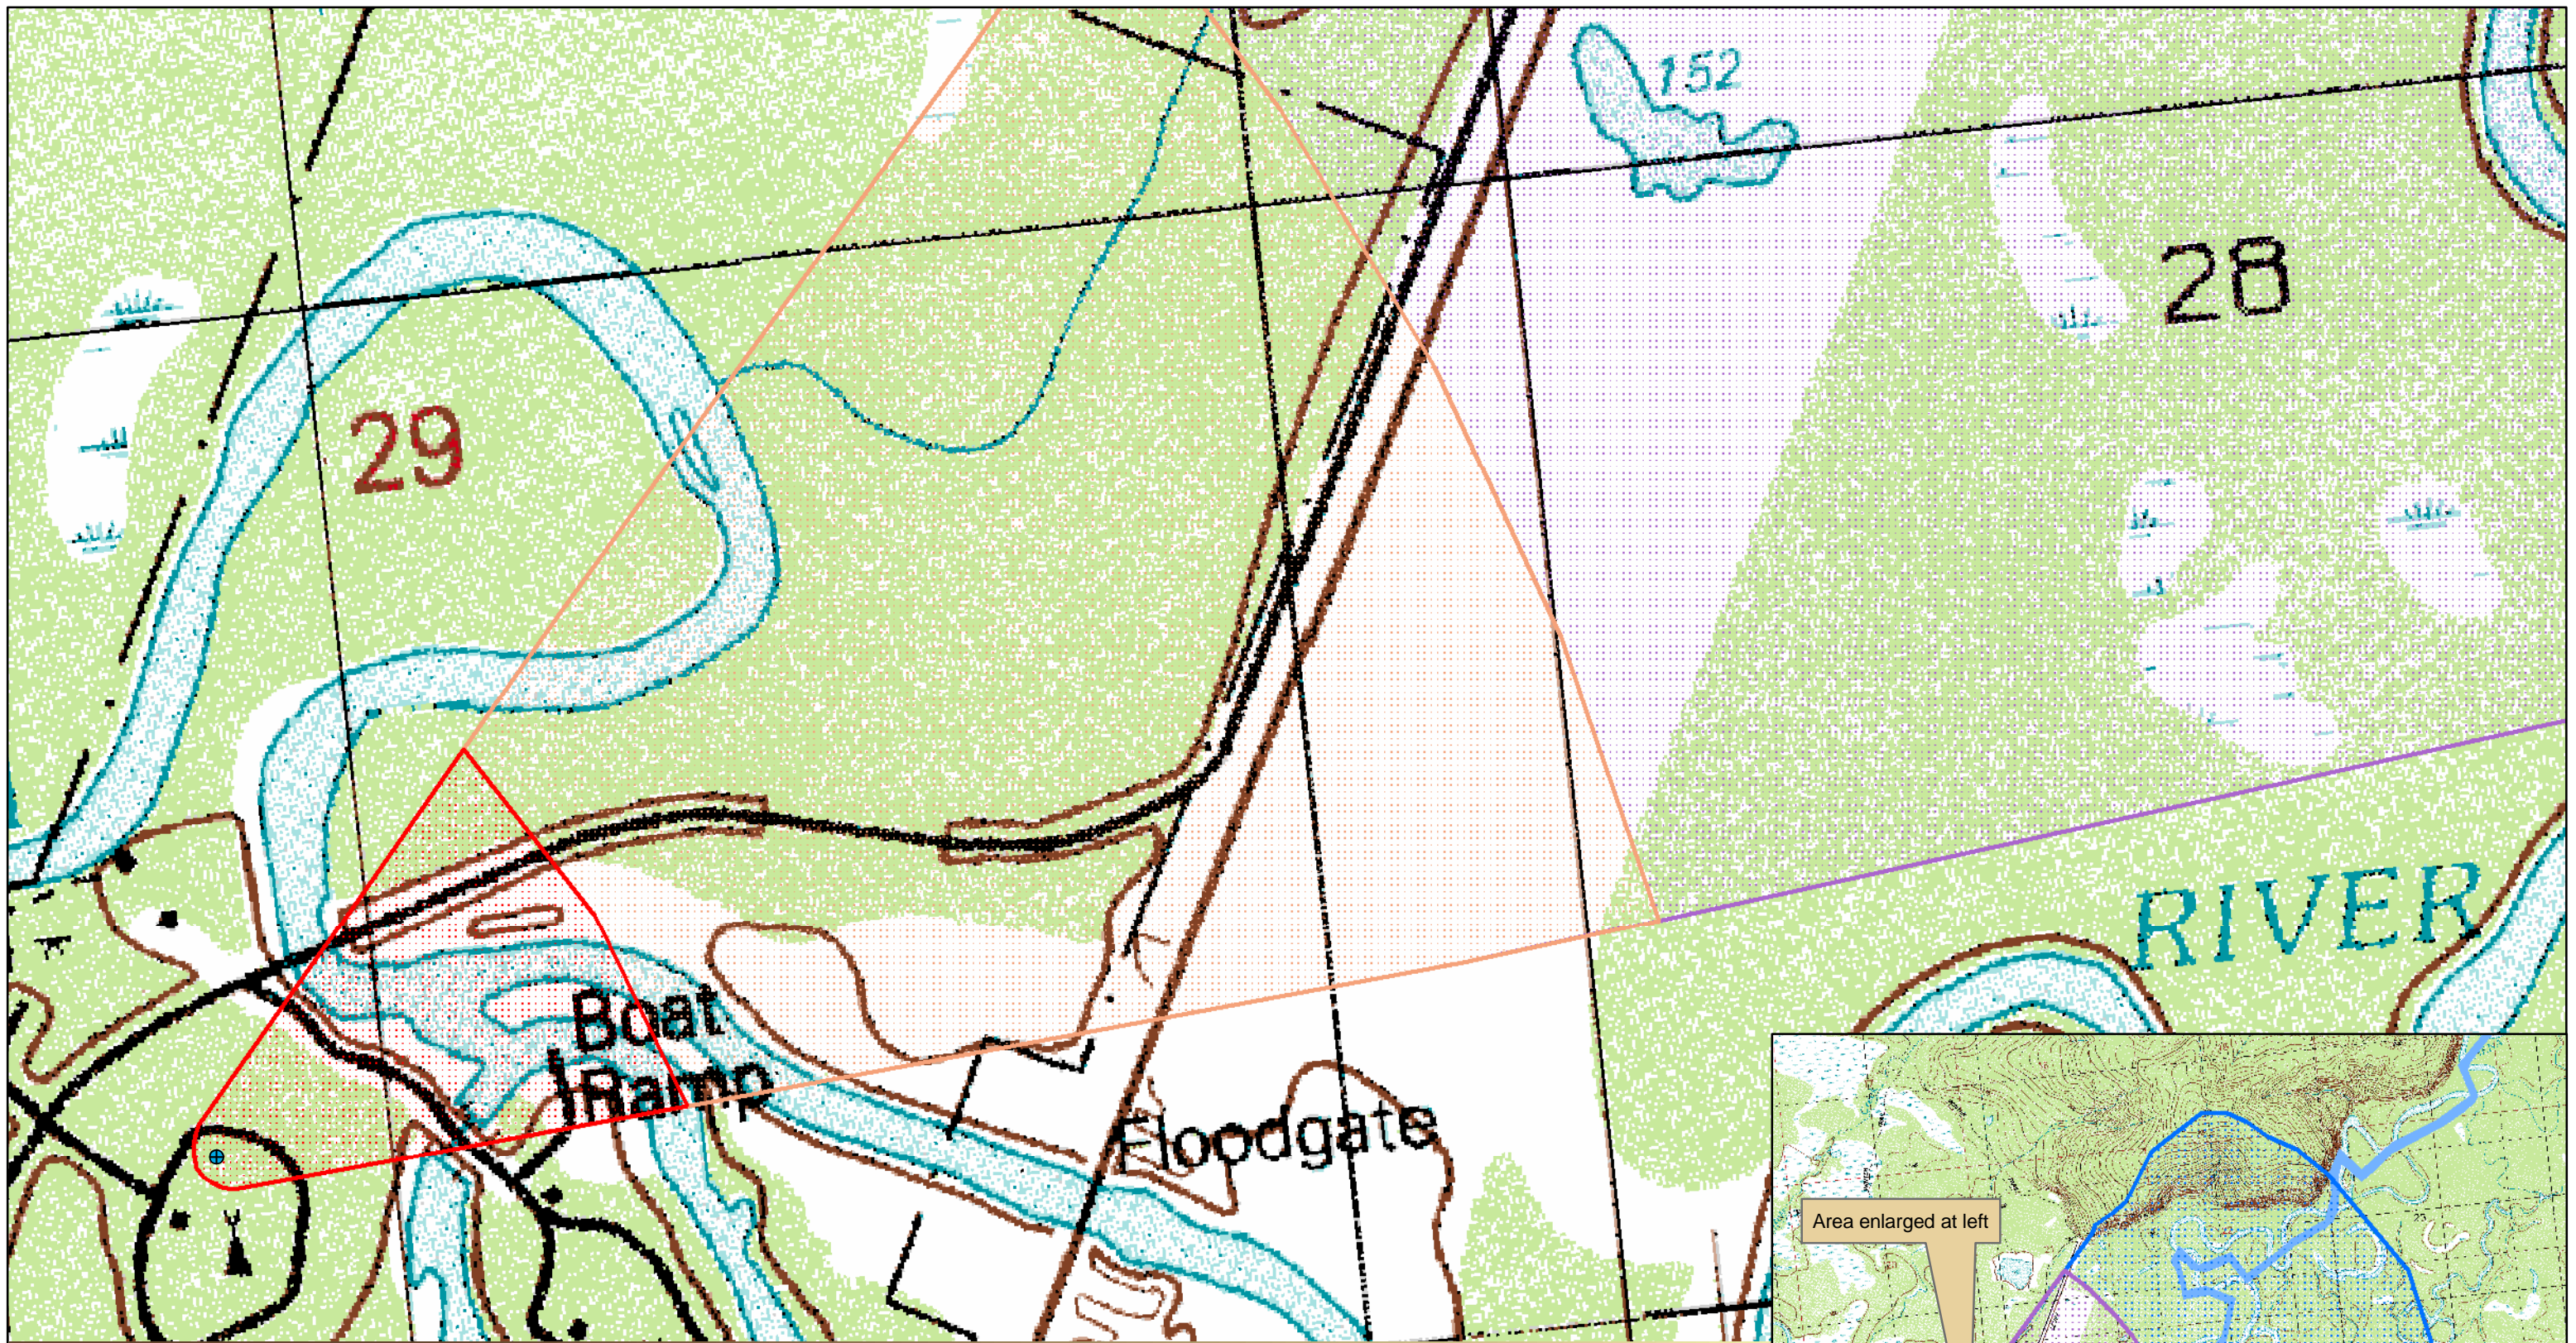 152
28
29
RIVER
Boat
Ramp
Floodgate
Area enlarged at left